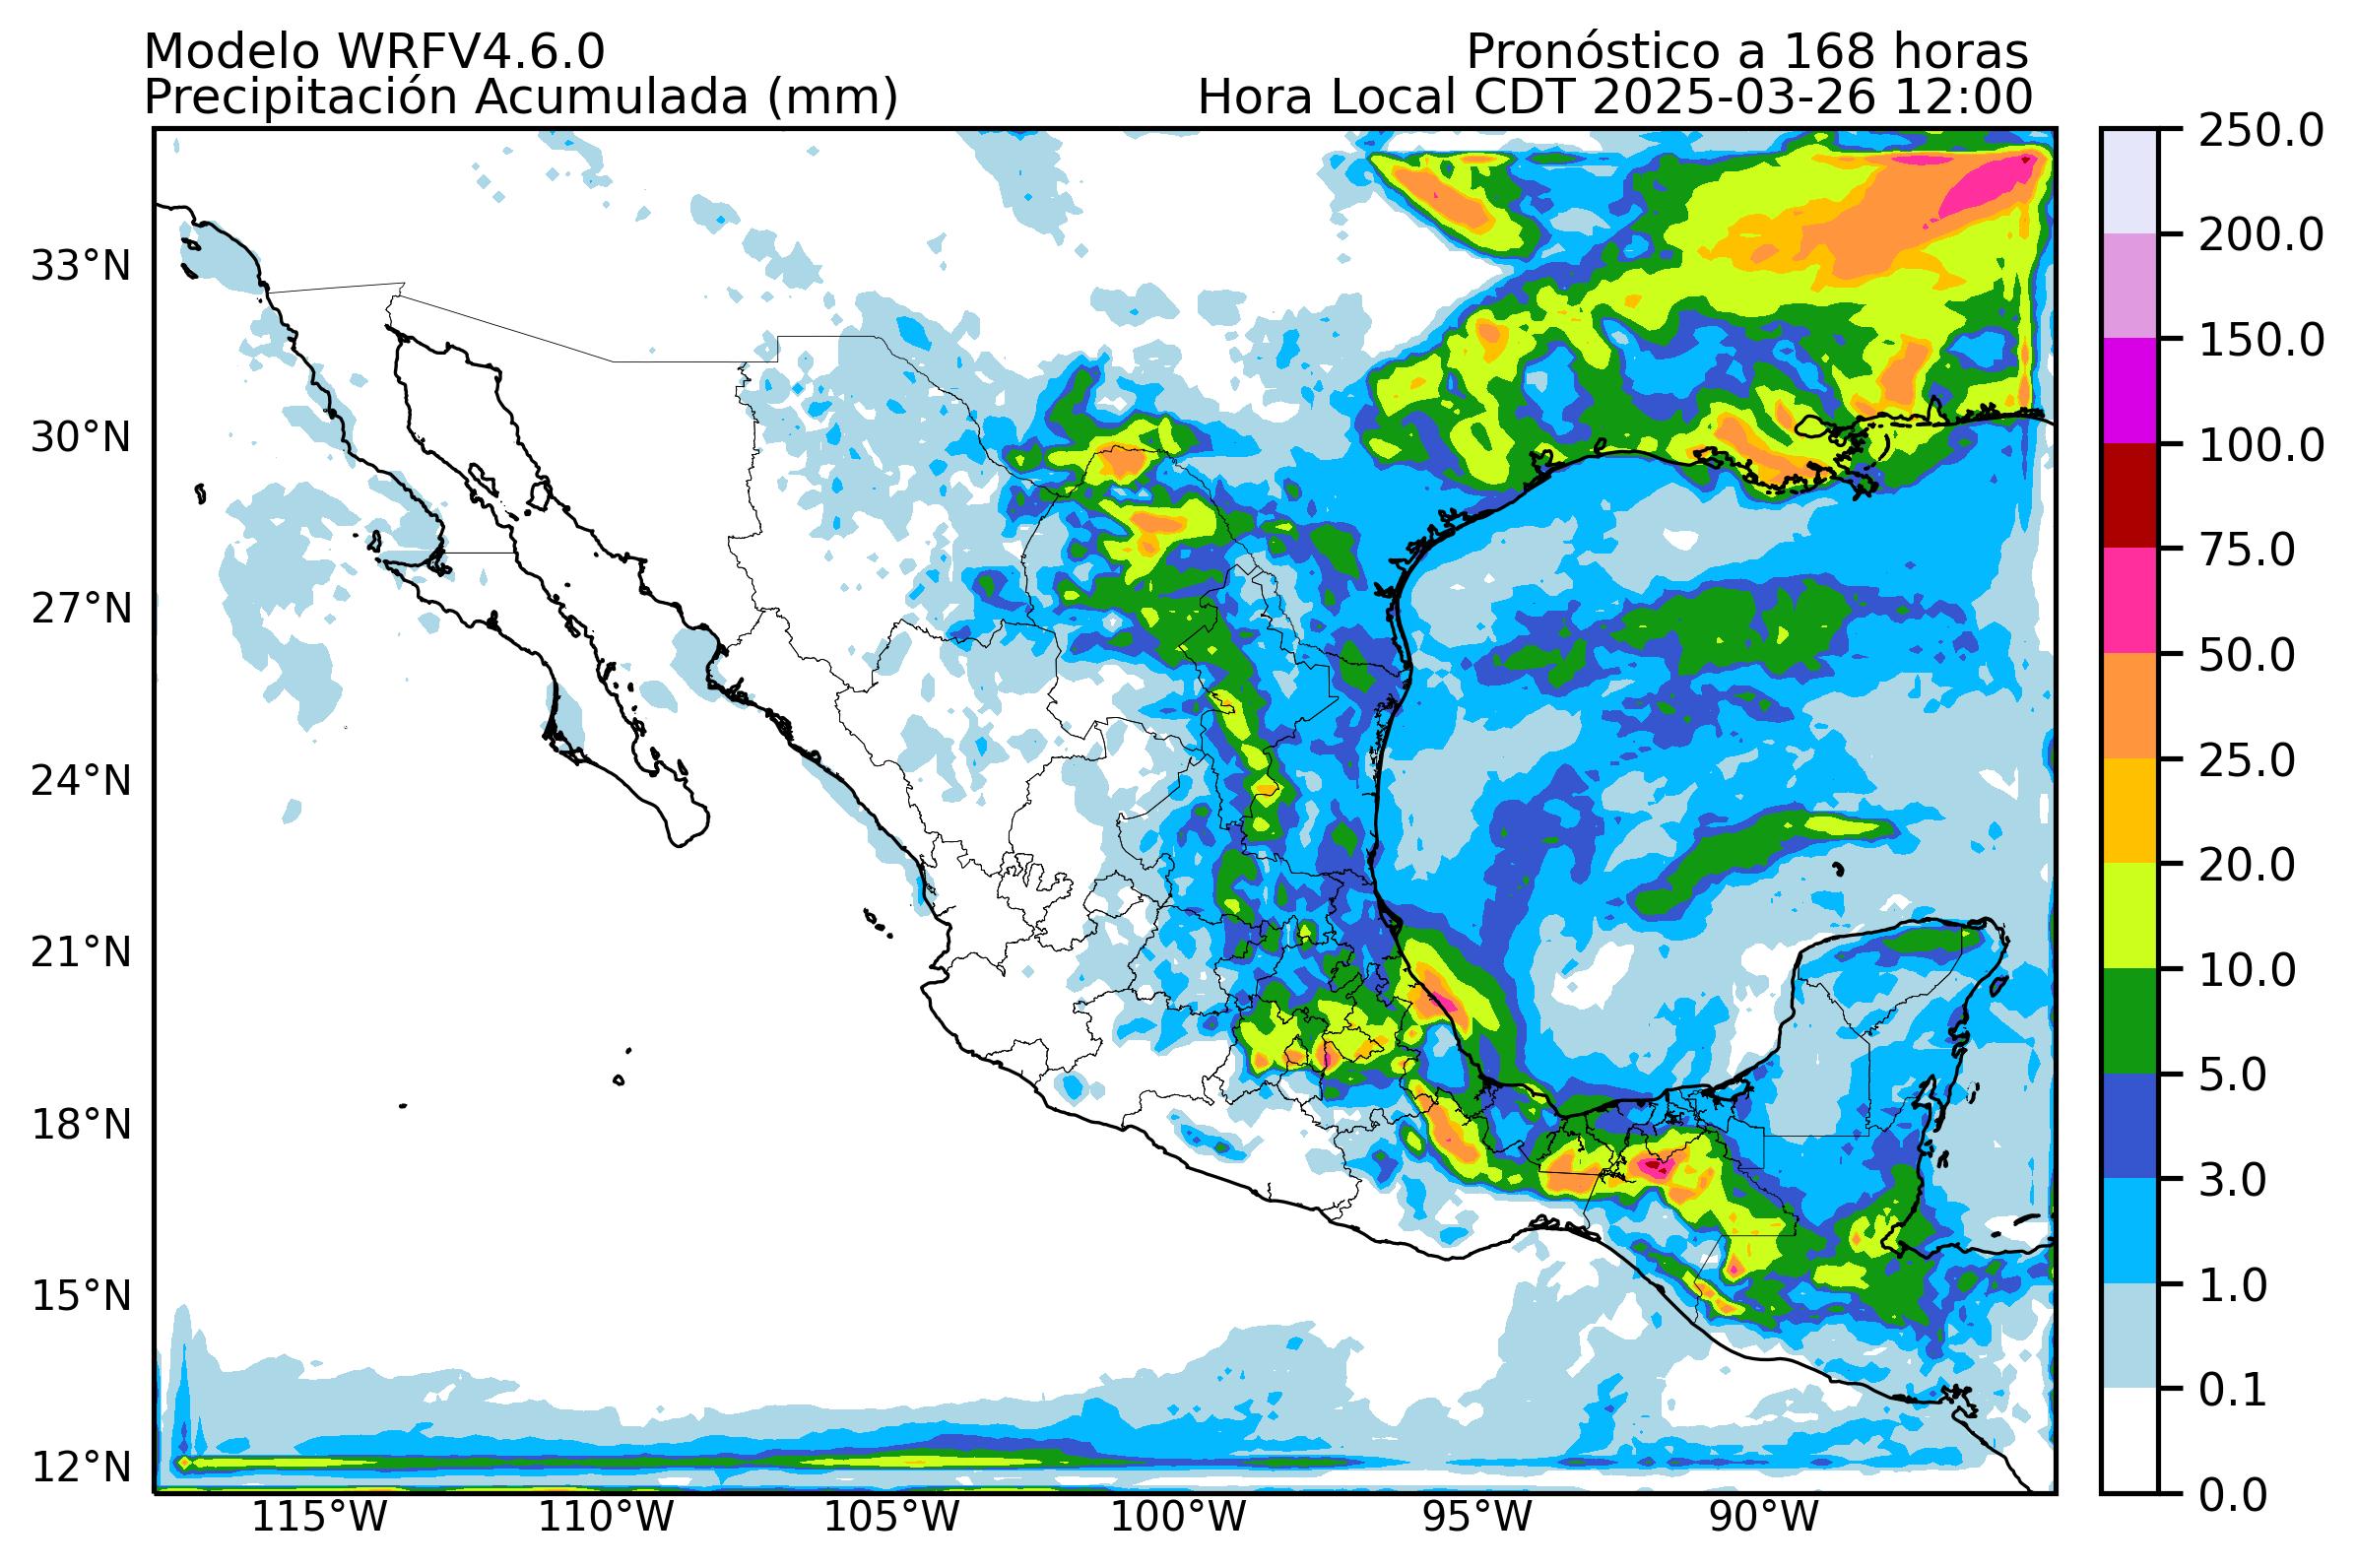 Modelo WRFV4.6.0
Pronóstico a 168 horas
Precipitación Acumulada (mm)
Hora Local CDT 2025-03-26 12:00
33°N
30°N
27°N
24°N
21°N
18°N
15°N
12°N
115°W
110°W
105°W
100°W
95°W
90°W
250.0
200.0
150.0
100.0
75.0
50.0
25.0
20.0
10.0
5.0
3.0
1.0
0.1
0.0